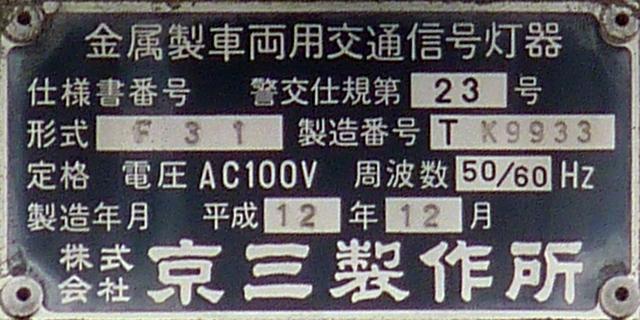 金属製車両用交通信号灯器
仕様書番号 警交仕規第 23 号
形式 F 3 1 製造番号 T K9933
定格 電圧 AC100V 周波数 50/60 Hz
製造年月 平成 12 年 12 月
株式会社 京三製作所